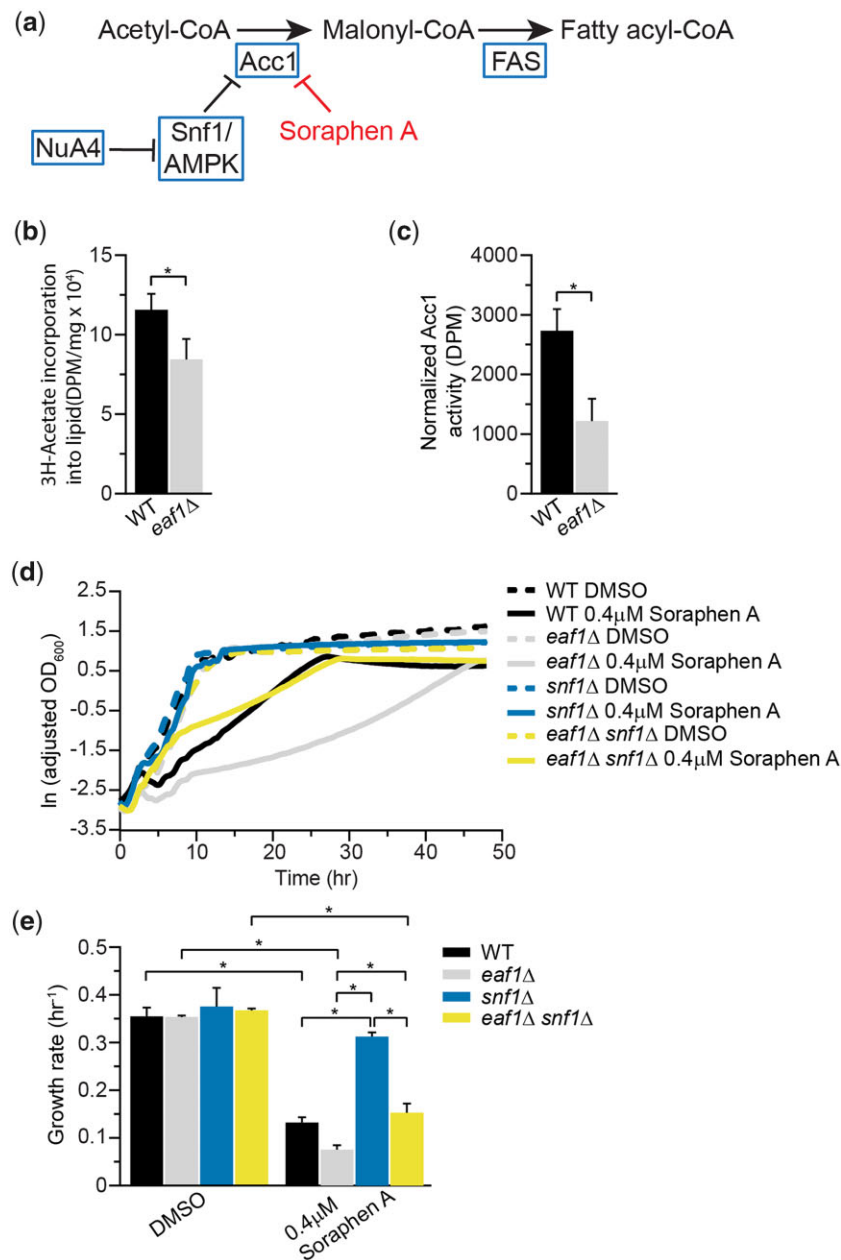 (a)
Acetyl-CoA Malonyl-CoA Fatty acyl-CoA
Acc1 FAS
NuA4 Snf1/ Soraphen A
AMPK
(b)
3H-Acetate incorporation
into lipid(DPM/mg x 10⁴)
15
10
5
0
WT
eaf1Δ
*
(c)
Normalized Acc1
activity (DPM)
4000
3000
2000
1000
0
WT
eaf1Δ
*
(d)
ln (adjusted OD₆₀₀)
2.5
1.5
0.5
-0.5
-1.5
-2.5
-3.5
0 10 20 30 40 50
Time (hr)
WT DMSO
WT 0.4μM Soraphen A
eaf1Δ DMSO
eaf1Δ 0.4μM Soraphen A
snf1Δ DMSO
snf1Δ 0.4μM Soraphen A
eaf1Δ snf1Δ DMSO
eaf1Δ snf1Δ 0.4μM Soraphen A
(e)
Growth rate (hr⁻¹)
0.5
0.4
0.3
0.2
0.1
0
*
*
* *
*
* *
DMSO
0.4μM
Soraphen A
WT
eaf1Δ
snf1Δ
eaf1Δ snf1Δ